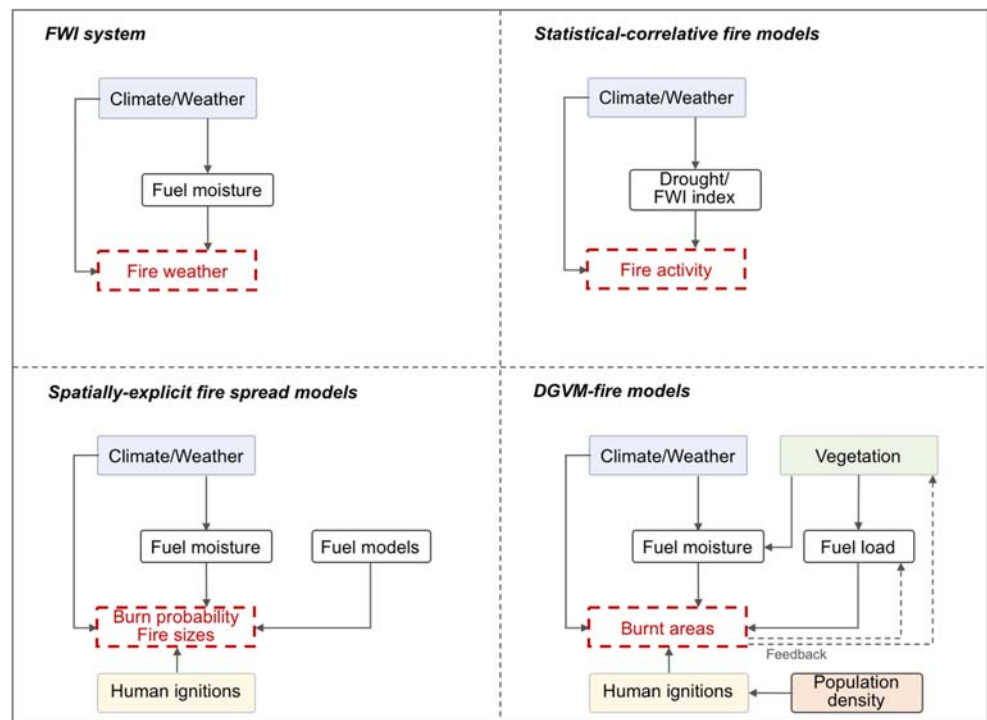 FWI system
Climate/Weather
Fuel moisture
Fire weather
Statistical-correlative fire models
Climate/Weather
Drought/
FWI index
Fire activity
Spatially-explicit fire spread models
Climate/Weather
Fuel moisture
Fuel models
Burn probability
Fire sizes
Human ignitions
DGVM-fire models
Climate/Weather
Vegetation
Fuel moisture
Fuel load
Burnt areas
Feedback
Human ignitions
Population
density